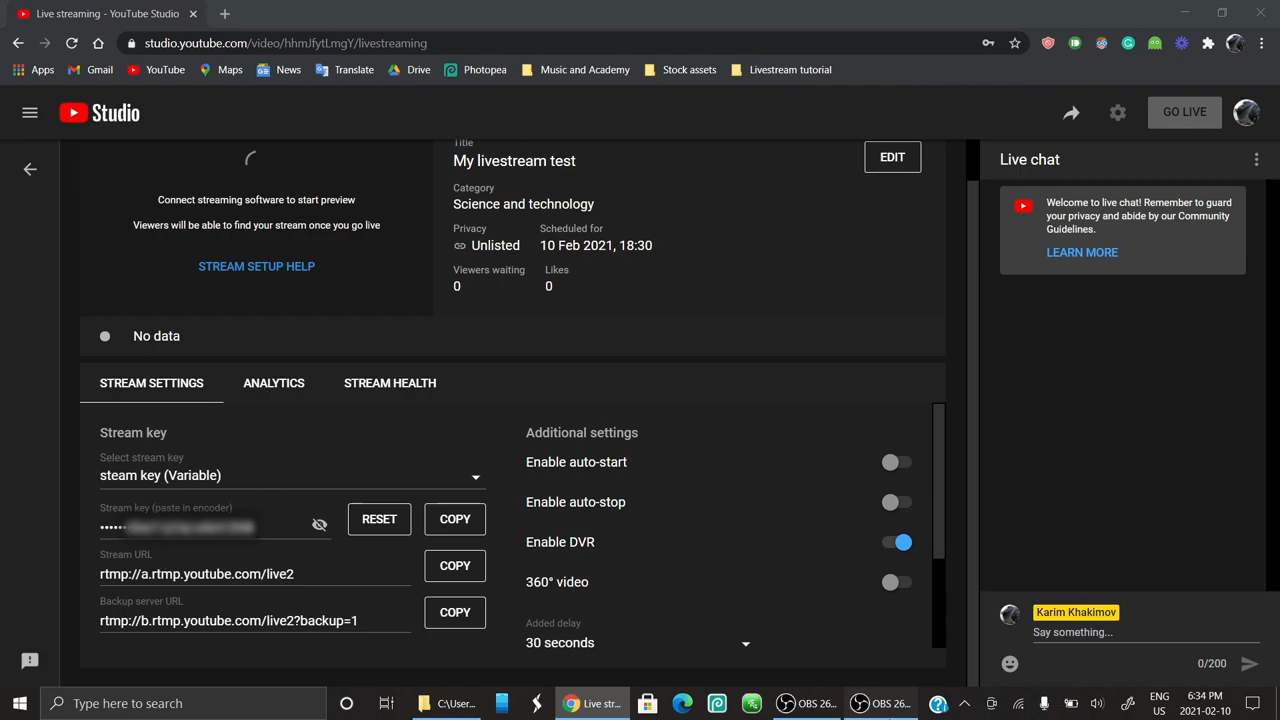 Live streaming - YouTube Studio
studio.youtube.com/video/hhmJfytLmgY/livestreaming
Apps Gmail YouTube Maps News Translate Drive Photopea Music and Academy Stock assets Livestream tutorial
Studio
GO LIVE
Connect streaming software to start preview
Viewers will be able to find your stream once you go live
STREAM SETUP HELP
Title
My livestream test
EDIT
Category
Science and technology
Privacy Scheduled for
Unlisted 10 Feb 2021, 18:30
Viewers waiting Likes
0 0
Live chat
Welcome to live chat! Remember to guard
your privacy and abide by our Community
Guidelines.
LEARN MORE
No data
STREAM SETTINGS ANALYTICS STREAM HEALTH
Stream key
Select stream key
steam key (Variable)
Stream key (paste in encoder)
RESET COPY
Stream URL
rtmp://a.rtmp.youtube.com/live2
COPY
Backup server URL
rtmp://b.rtmp.youtube.com/live2?backup=1
COPY
Additional settings
Enable auto-start
Enable auto-stop
Enable DVR
360° video
Added delay
30 seconds
Karim Khakimov
Say something...
0/200
Type here to search
C:\User...
Live str...
OBS 26...
OBS 26...
ENG
US
6:34 PM
2021-02-10